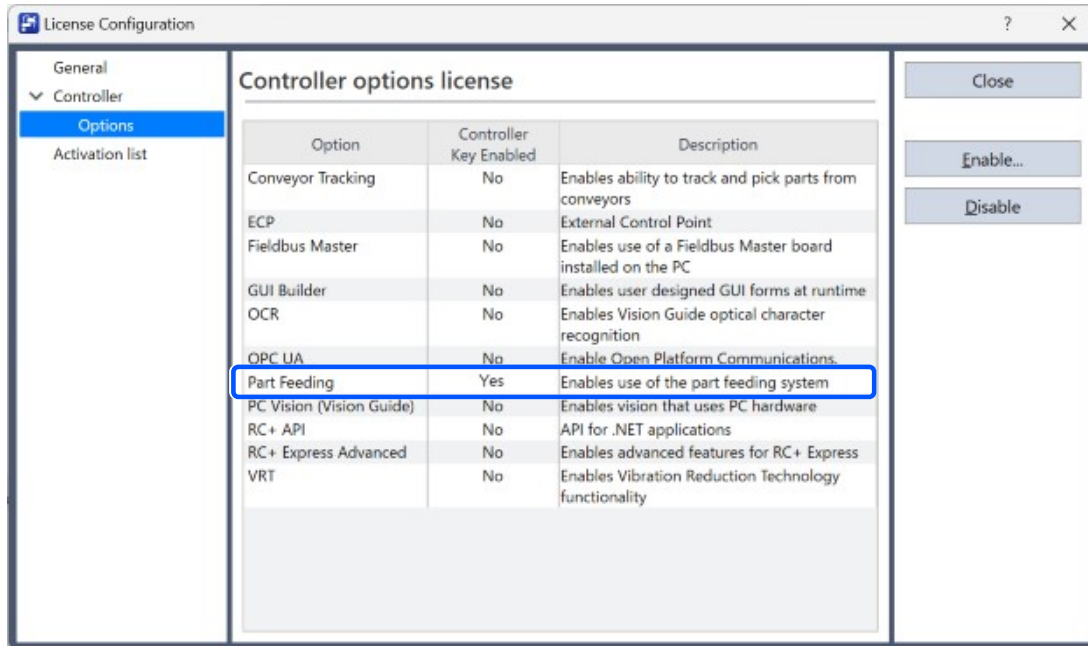 License Configuration
?
General
Controller
Options
Activation list
Controller options license
Option Controller Key Enabled Description
Conveyor Tracking No Enables ability to track and pick parts from
conveyors
ECP No External Control Point
Fieldbus Master No Enables use of a Fieldbus Master board
installed on the PC
GUI Builder No Enables user designed GUI forms at runtime
OCR No Enables Vision Guide optical character
recognition
OPC UA No Enable Open Platform Communications.
Part Feeding Yes Enables use of the part feeding system
PC Vision (Vision Guide) No Enables vision that uses PC hardware
RC+ API No API for .NET applications
RC+ Express Advanced No Enables advanced features for RC+ Express
VRT No Enables Vibration Reduction Technology
functionality
Close
Enable...
Disable